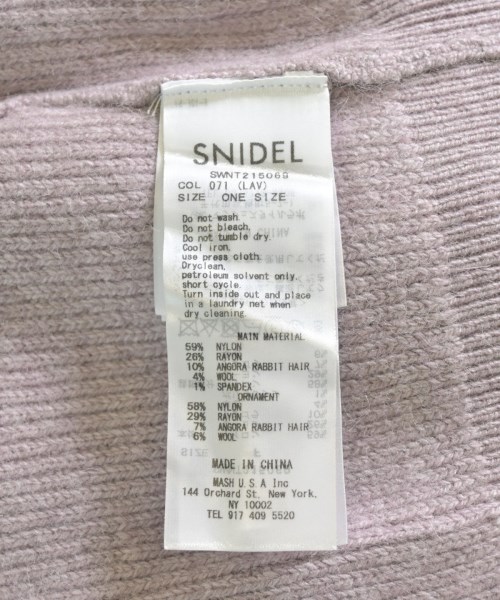 SNIDEL
SWNT215069
COL 071 (LAV)
SIZE ONE SIZE
Do not wash.
Do not bleach.
Do not tumble dry.
Cool iron.
use press cloth.
Dryclean,
petroleum solvent only.
short cycle.
Turn inside out and place
in a laundry net when
dry cleaning.
MAIN MATERIAL
59% NYLON
26% RAYON
10% ANGORA RABBIT HAIR
4% WOOL
1% SPANDEX
ORNAMENT
58% NYLON
29% RAYON
7% ANGORA RABBIT HAIR
6% WOOL
MADE IN CHINA
MASH U.S.A Inc
144 Orchard St, New York.
NY 10002
TEL 917 409 5520